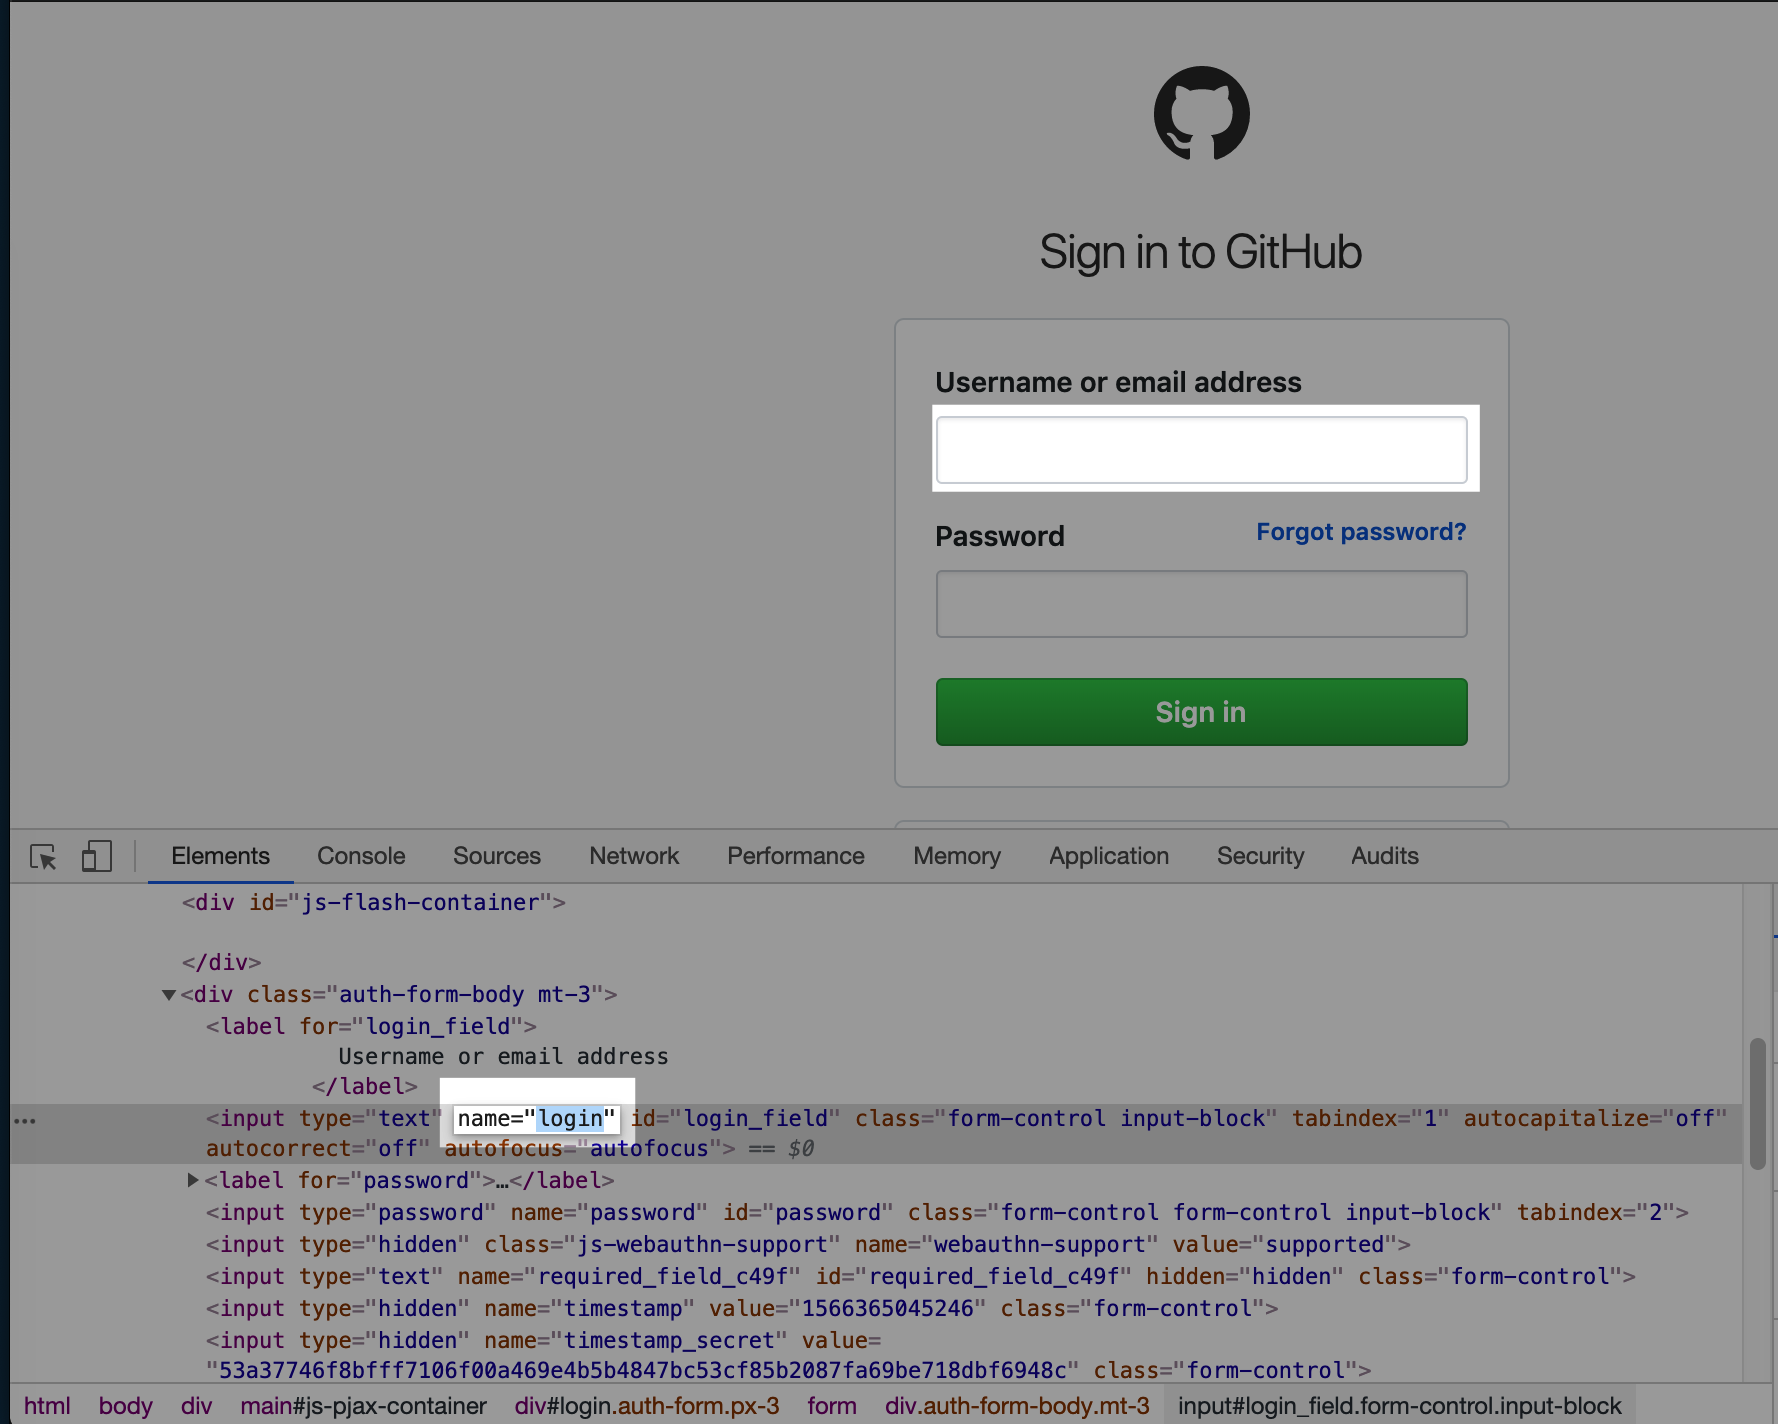 Sign in to GitHub
Username or email address
Password
Forgot password?
Sign in
Elements Console Sources Network Performance Memory Application Security Audits
<div id="js-flash-container">
</div>
▼<div class="auth-form-body mt-3">
<label for="login_field">
Username or email address
</label>
<input type="text" name="login" id="login_field" class="form-control input-block" tabindex="1" autocapitalize="off"
autocorrect="off" autofocus="autofocus"> == $0
▶<label for="password">…</label>
<input type="password" name="password" id="password" class="form-control form-control input-block" tabindex="2">
<input type="hidden" class="js-webauthn-support" name="webauthn-support" value="supported">
<input type="text" name="required_field_c49f" id="required_field_c49f" hidden="hidden" class="form-control">
<input type="hidden" name="timestamp" value="1566365045246" class="form-control">
<input type="hidden" name="timestamp_secret" value=
"53a37746f8bfff7106f00a469e4b5b4847bc53cf85b2087fa69be718dbf6948c" class="form-control">
html body div main#js-pjax-container div#login.auth-form.px-3 form div.auth-form-body.mt-3 input#login_field.form-control.input-block